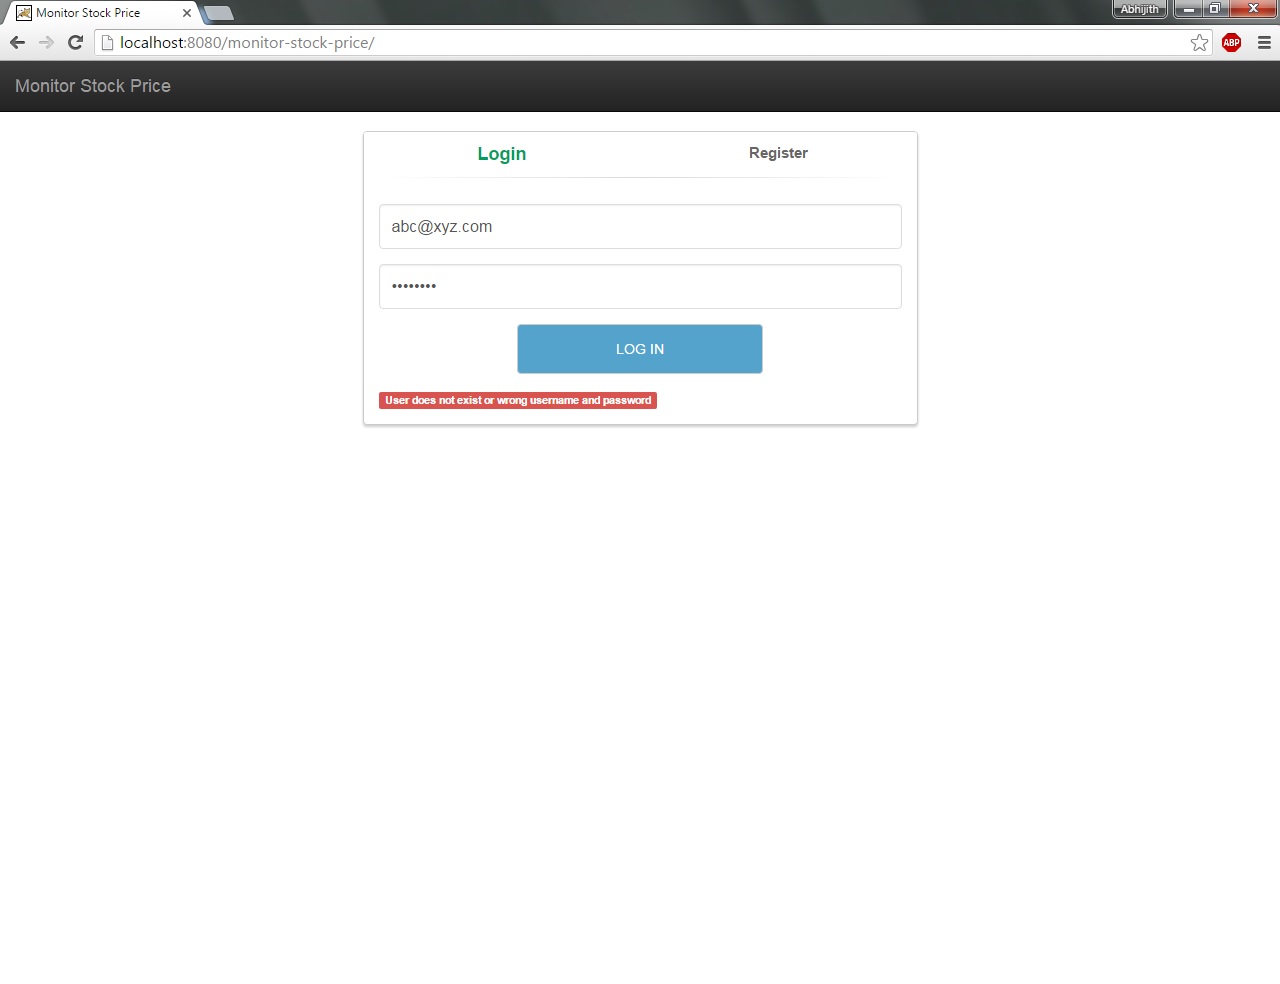 Monitor Stock Price
Abhijith
localhost:8080/monitor-stock-price/
ABP
Monitor Stock Price
Login Register
abc@xyz.com
••••••••
LOG IN
User does not exist or wrong username and password